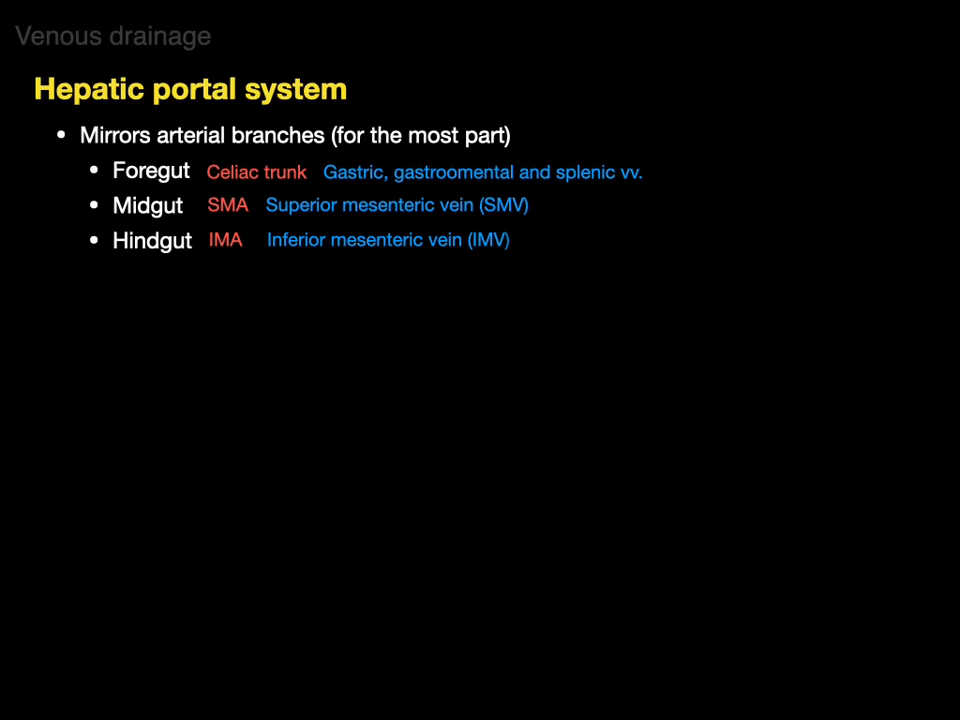 Venous drainage
Hepatic portal system
• Mirrors arterial branches (for the most part)
• Foregut Celiac trunk Gastric, gastroomental and splenic vv.
• Midgut SMA Superior mesenteric vein (SMV)
• Hindgut IMA Inferior mesenteric vein (IMV)